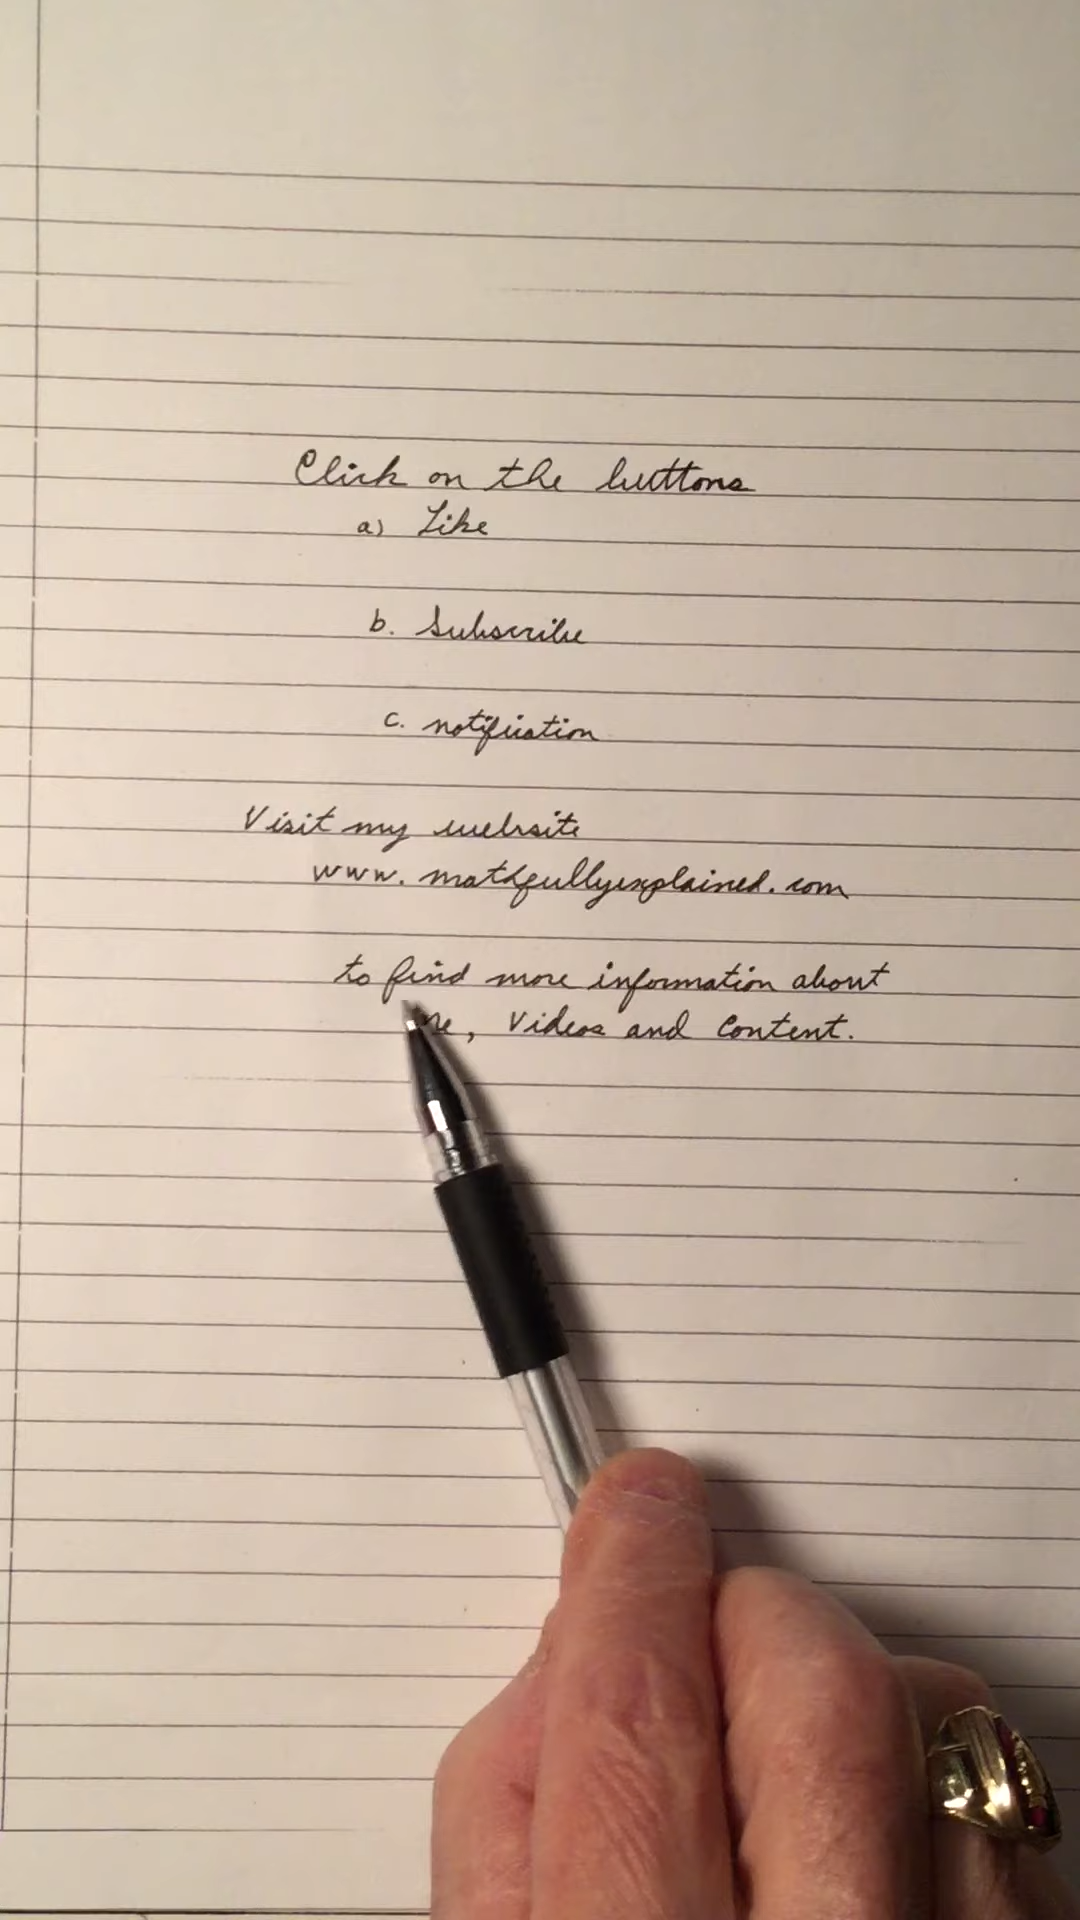 Click on the buttons
a) Like
b. Subscribe
c. notification
Visit my website
www.mathfullyexplained.com
to find more information about
me, Videos and Content.